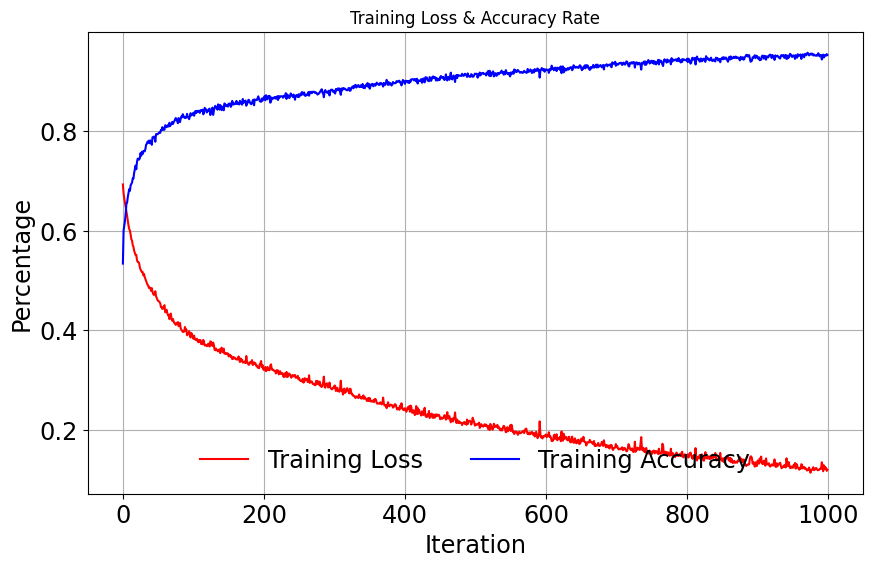 Training Loss & Accuracy Rate
Percentage
0.8
0.6
0.4
0.2
Training Loss Training Accuracy
0 200 400 600 800 1000
Iteration